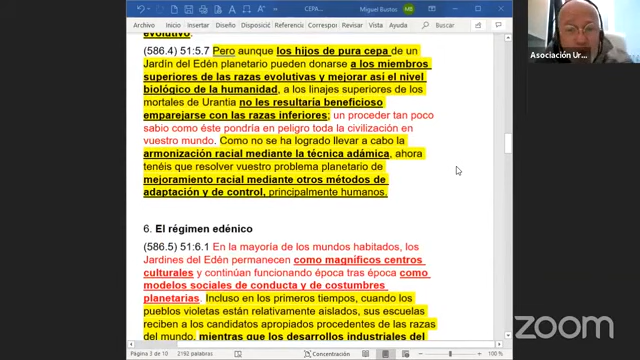 Miguel Bustos
MB
CEPA...
Archivo
Inicio
Insertar
Dibujar
Diseño
Disposición
Referencias
Buscar
Asociación Ur...
evolutivo.
(586.4) 51:5.7 Pero aunque los hijos de pura cepa de un
Jardín del Edén planetario pueden donarse a los miembros
superiores de las razas evolutivas y mejorar así el nivel
biológico de la humanidad, a los linajes superiores de los
mortales de Urantia no les resultaría beneficioso
emparejarse con las razas inferiores; un proceder tan poco
sabio como éste pondría en peligro toda la civilización en
vuestro mundo. Como no se ha logrado llevar a cabo la
armonización racial mediante la técnica adámica, ahora
tenéis que resolver vuestro problema planetario de
mejoramiento racial mediante otros métodos de
adaptación y de control, principalmente humanos.
6. El régimen edénico
(586.5) 51:6.1 En la mayoría de los mundos habitados, los
Jardines del Edén permanecen como magníficos centros
culturales y continúan funcionando época tras época como
modelos sociales de conducta y de costumbres
planetarias. Incluso en los primeros tiempos, cuando los
pueblos violetas están relativamente aislados, sus escuelas
reciben a los candidatos apropiados procedentes de las razas
del mundo, mientras que los desarrollos industriales del
Página 3 de 10
2192 palabras
Concentración
100 %
zoom